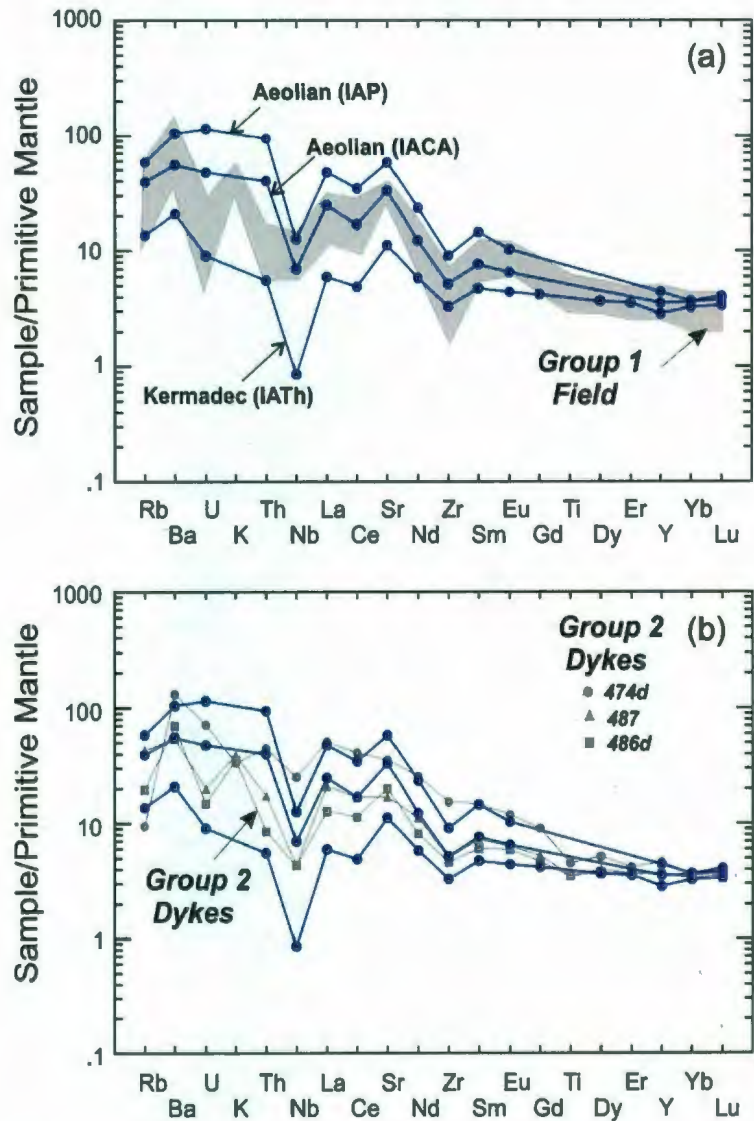 1000
(a)
Aeolian (IAP)
100
Aeolian (IACA)
10
Sample/Primitive Mantle
1
Group 1
Field
Kermadec (IATh)
.1
Rb U Th La Sr Zr Eu Ti Er Yb
Ba K Nb Ce Nd Sm Gd Dy Y Lu
1000
Group 2 (b)
Dykes
474d
487
486d
100
10
Sample/Primitive Mantle
Group 2
Dykes
1
.1
Rb U Th La Sr Zr Eu Ti Er Yb
Ba K Nb Ce Nd Sm Gd Dy Y Lu